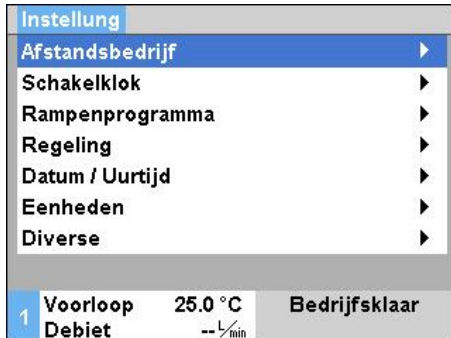 Instellung
Afstandsbedrijf
Schakelklok
Rampenprogramma
Regeling
Datum / Uurtijd
Eenheden
Diverse
1 Voorloop 25.0 °C Bedrijfsklaar
Debiet -- L/min